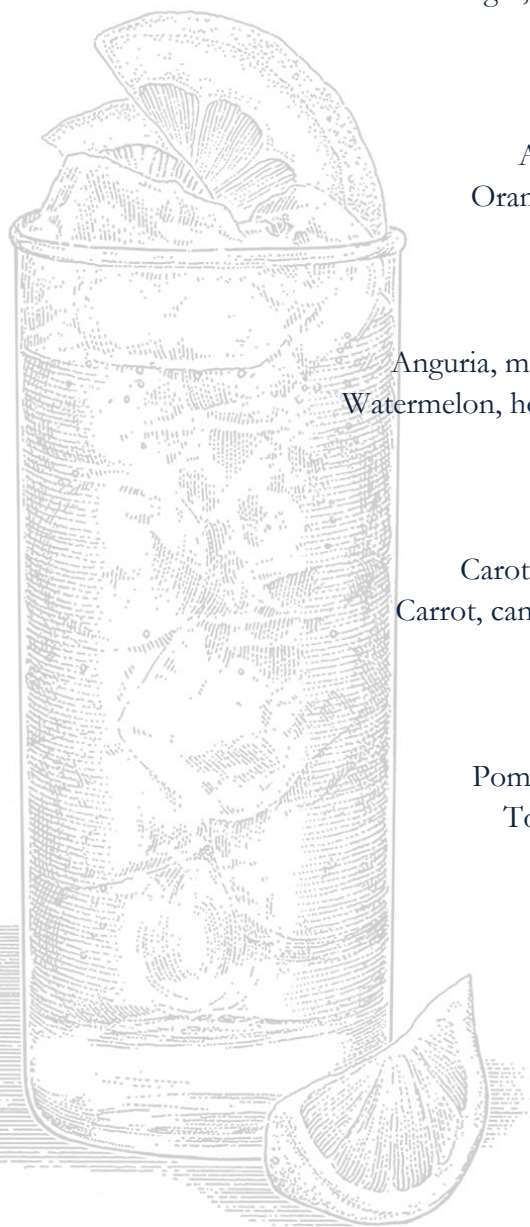 A
Oran
Anguria, m
Watermelon, ho
Carot
Carrot, can
Pom
To